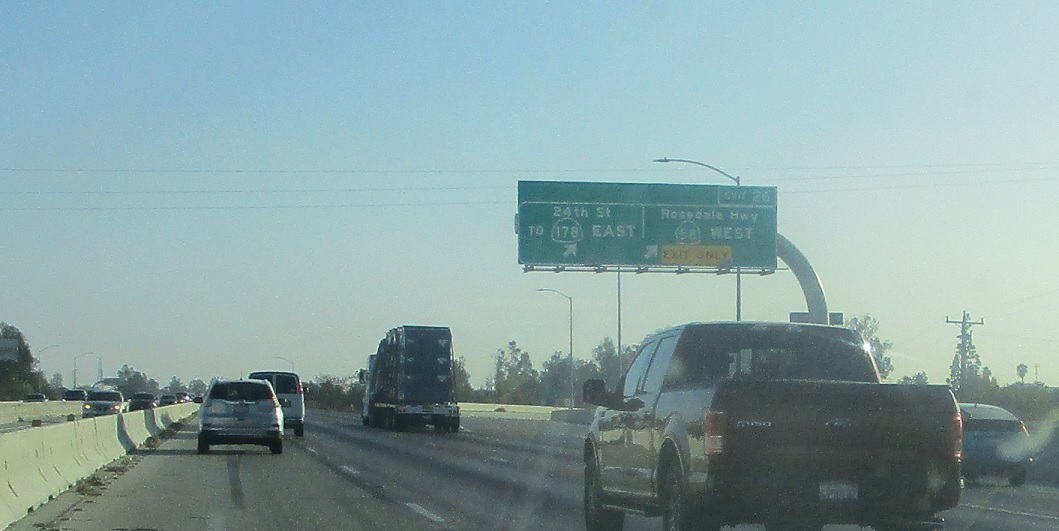 EXIT 26
24th St
TO 178 EAST
Rosedale Hwy
58 WEST
EXIT ONLY